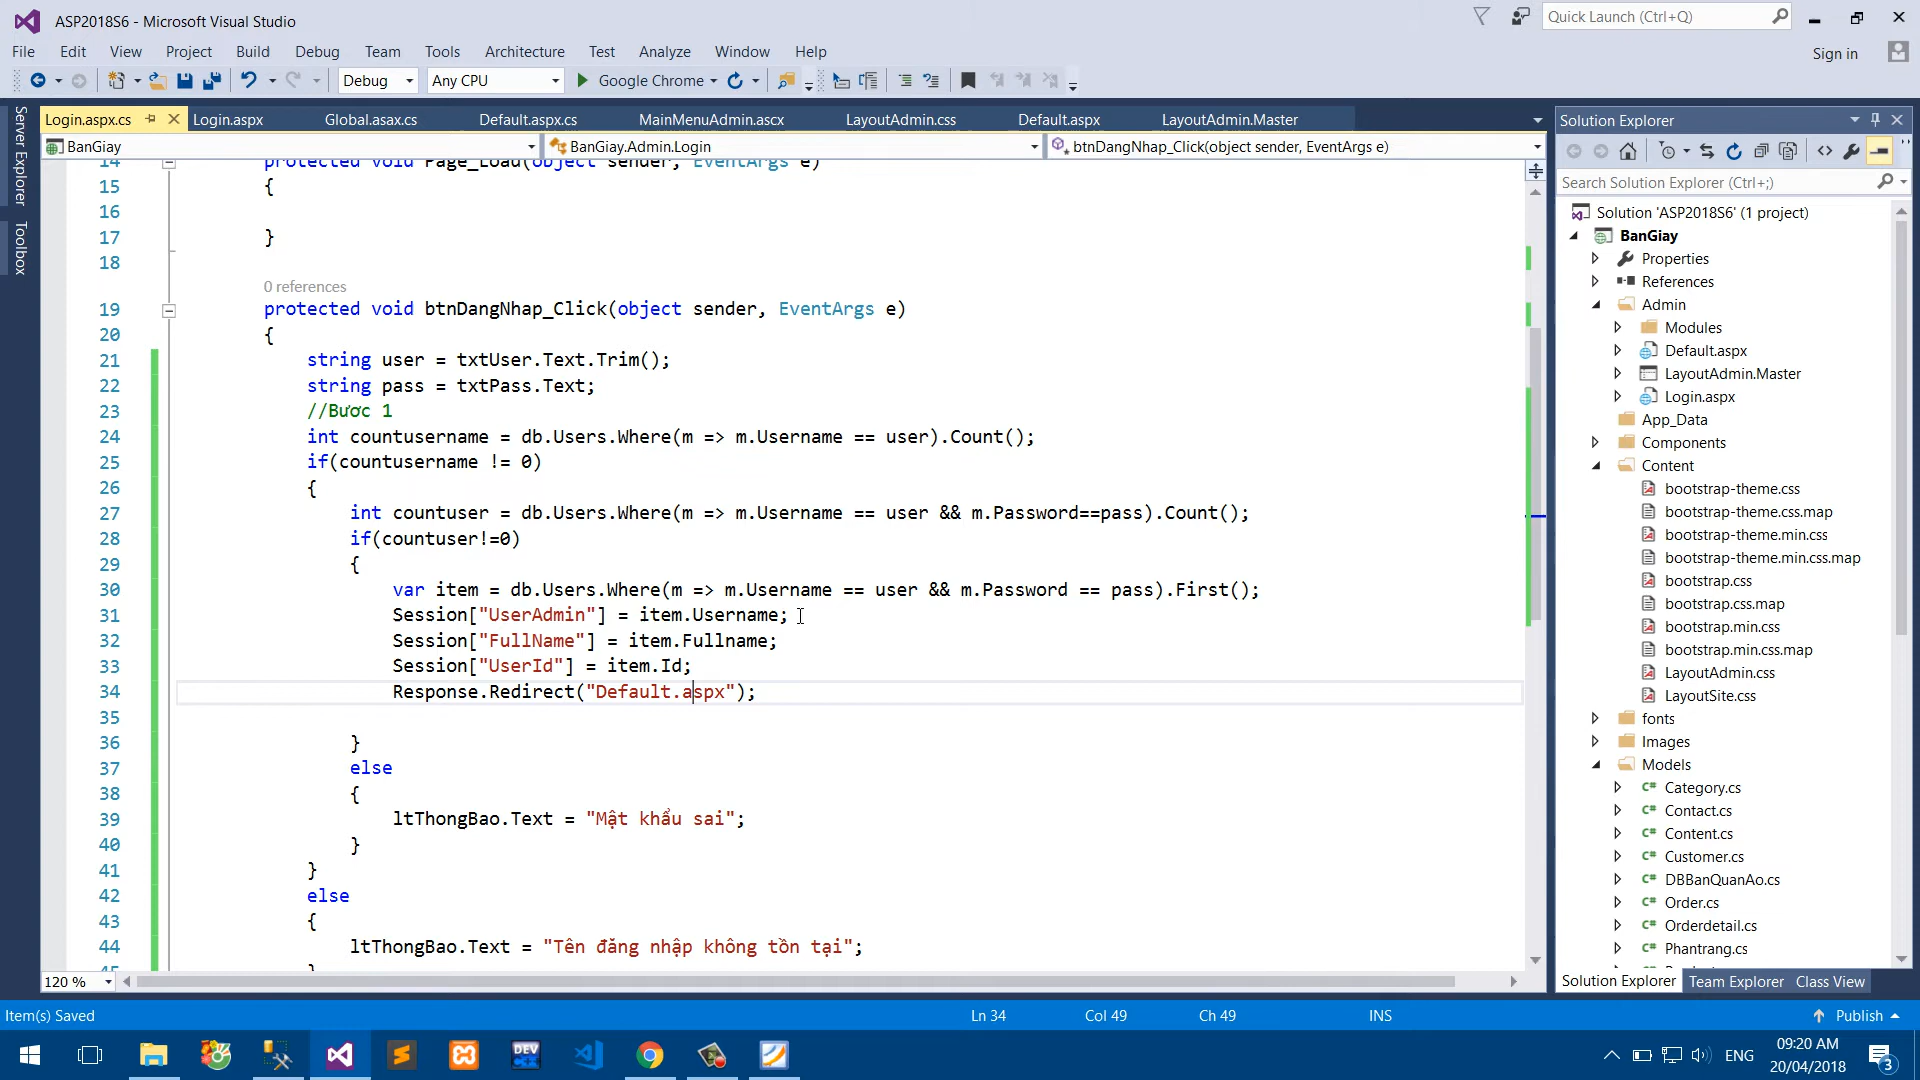 ASP2018S6 - Microsoft Visual Studio
Quick Launch (Ctrl+Q)
File Edit View Project Build Debug Team Tools Architecture Test Analyze Window Help
Sign in
Debug Any CPU Google Chrome
Login.aspx.cs Login.aspx Global.asax.cs Default.aspx.cs MainMenuAdmin.ascx LayoutAdmin.css Default.aspx LayoutAdmin.Master
BanGiay BanGiay.Admin.Login btnDangNhap_Click(object sender, EventArgs e)
Server Explorer
Toolbox
14 protected void Page_Load(object sender, EventArgs e)
15 {
16
17 }
18
0 references
19 protected void btnDangNhap_Click(object sender, EventArgs e)
20 {
21 string user = txtUser.Text.Trim();
22 string pass = txtPass.Text;
23 //Bươc 1
24 int countusername = db.Users.Where(m => m.Username == user).Count();
25 if(countusername != 0)
26 {
27 int countuser = db.Users.Where(m => m.Username == user && m.Password==pass).Count();
28 if(countuser!=0)
29 {
30 var item = db.Users.Where(m => m.Username == user && m.Password == pass).First();
31 Session["UserAdmin"] = item.Username;
32 Session["FullName"] = item.Fullname;
33 Session["UserId"] = item.Id;
34 Response.Redirect("Default.aspx");
35
36 }
37 else
38 {
39 ltThongBao.Text = "Mật khẩu sai";
40 }
41 }
42 else
43 {
44 ltThongBao.Text = "Tên đăng nhập không tồn tại";
45 }
120 %
Solution Explorer
Search Solution Explorer (Ctrl+;)
Solution 'ASP2018S6' (1 project)
BanGiay
Properties
References
Admin
Modules
Default.aspx
LayoutAdmin.Master
Login.aspx
App_Data
Components
Content
bootstrap-theme.css
bootstrap-theme.css.map
bootstrap-theme.min.css
bootstrap-theme.min.css.map
bootstrap.css
bootstrap.css.map
bootstrap.min.css
bootstrap.min.css.map
LayoutAdmin.css
LayoutSite.css
fonts
Images
Models
Category.cs
Contact.cs
Content.cs
Customer.cs
DBBanQuanAo.cs
Order.cs
Orderdetail.cs
Phantrang.cs
Solution Explorer Team Explorer Class View
Item(s) Saved Ln 34 Col 49 Ch 49 INS Publish
DEV
ENG
09:20 AM
20/04/2018
3